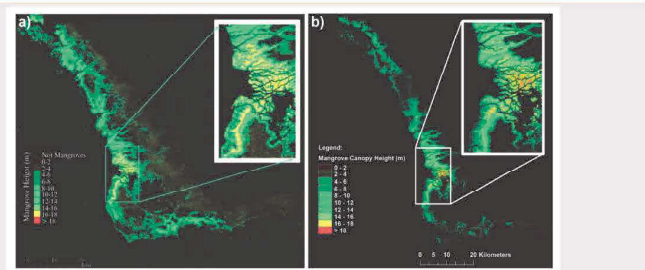 a)
Mangrove Height (m)
Not Mangroves
0-2
2-4
4-6
6-8
8-10
10-12
12-14
14-16
16-18
>18
b)
Legend:
Mangrove Canopy Height (m)
0 - 2
2 - 4
4 - 6
6 - 8
8 - 10
10 - 12
12 - 14
14 - 16
16 - 18
0 5 10 20 Kilometers